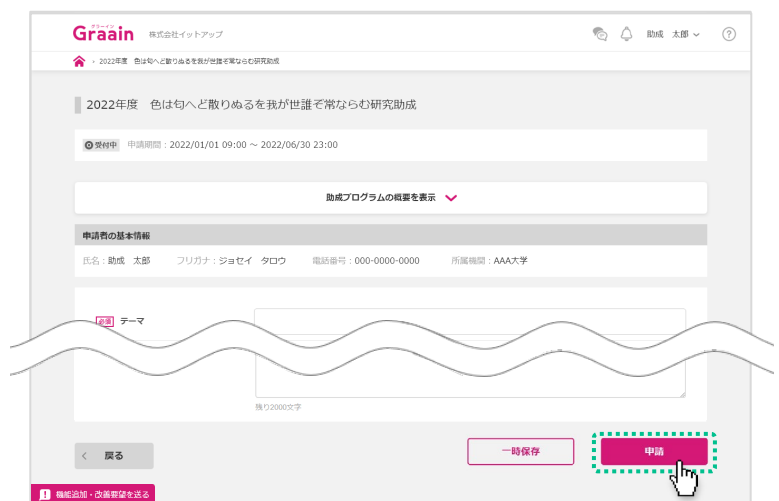 グラーイン
Graain 株式会社イットアップ 助成 太郎
2022年度 色は匂へど散りぬるを我が世誰ぞ常ならむ研究助成
2022年度 色は匂へど散りぬるを我が世誰ぞ常ならむ研究助成
受付中 申請期間：2022/01/01 09:00 ～ 2022/06/30 23:00
助成プログラムの概要を表示
申請者の基本情報
氏名：助成 太郎 フリガナ：ジョセイ タロウ 電話番号：000-0000-0000 所属機関：AAA大学
必須 テーマ
残り2000文字
戻る 一時保存 申請
機能追加・改善要望を送る